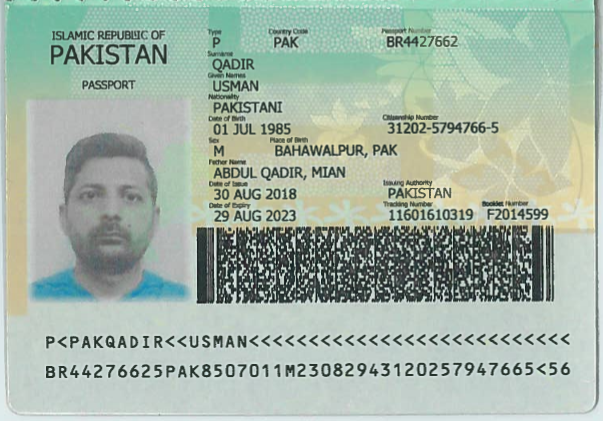 ISLAMIC REPUBLIC OF
PAKISTAN
PASSPORT
Type Country Code Passport Number
P PAK BR4427662
Surname
QADIR
Given Names
USMAN
Nationality
PAKISTANI
Date of Birth Citizenship Number
01 JUL 1985 31202-5794766-5
Sex Place of Birth
M BAHAWALPUR, PAK
Father Name
ABDUL QADIR, MIAN
Date of Issue Issuing Authority
30 AUG 2018 PAKISTAN
Date of Expiry Tracking Number Booklet Number
29 AUG 2023 11601610319 F2014599
P<PAKQADIR<<USMAN<<<<<<<<<<<<<<<<<<<<<<<<<<<
BR44276625PAK8507011M23082943120257947665<56